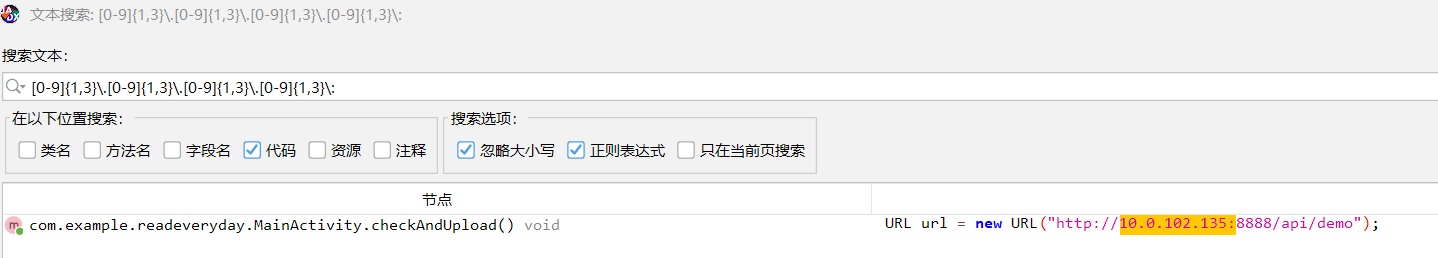 文本搜索: [0-9]{1,3}\.[0-9]{1,3}\.[0-9]{1,3}\.[0-9]{1,3}\:
搜索文本:
[0-9]{1,3}\.[0-9]{1,3}\.[0-9]{1,3}\.[0-9]{1,3}\:
在以下位置搜索: 搜索选项:
类名 方法名 字段名 代码 资源 注释 忽略大小写 正则表达式 只在当前页搜索
节点
m com.example.readeveryday.MainActivity.checkAndUpload() void URL url = new URL("http://10.0.102.135:8888/api/demo");